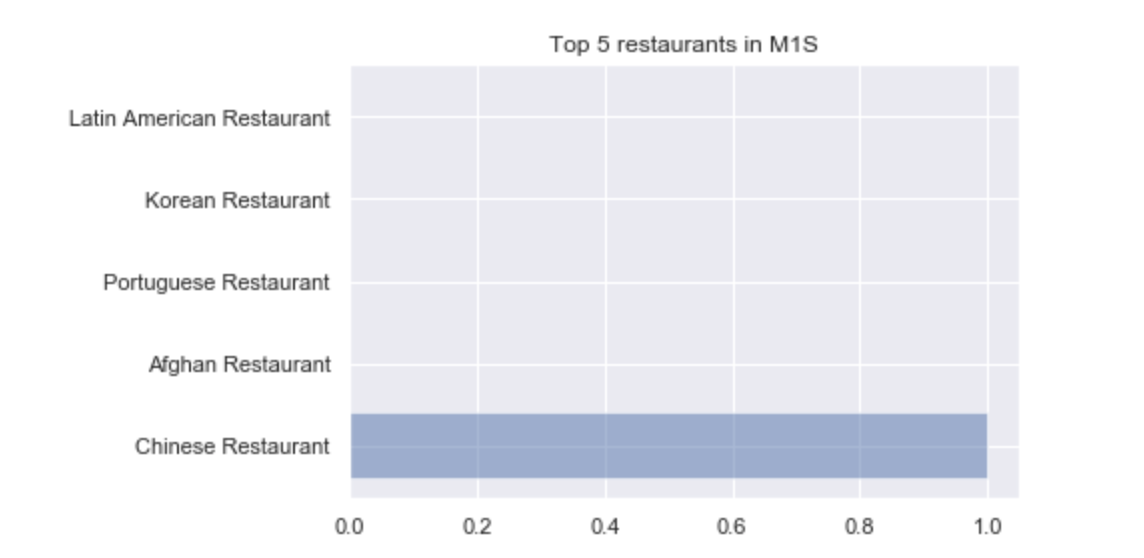 Top 5 restaurants in M1S
Latin American Restaurant
Korean Restaurant
Portuguese Restaurant
Afghan Restaurant
Chinese Restaurant
0.0 0.2 0.4 0.6 0.8 1.0